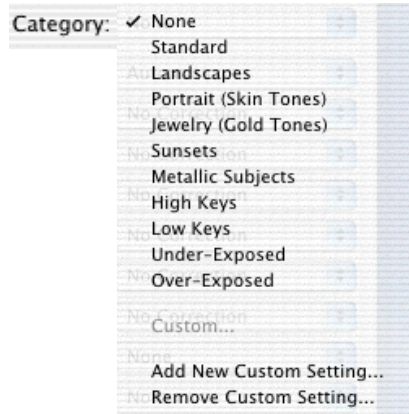 Category: ✓ None
Standard
Landscapes
Portrait (Skin Tones)
Jewelry (Gold Tones)
Sunsets
Metallic Subjects
High Keys
Low Keys
Under-Exposed
Over-Exposed
Custom...
Add New Custom Setting...
Remove Custom Setting...